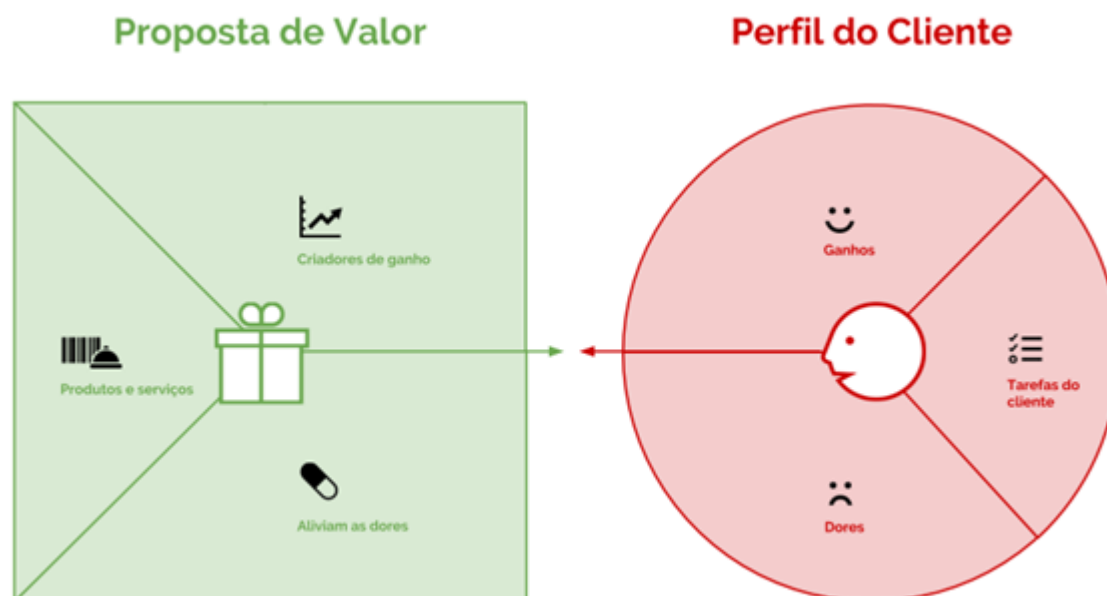 Proposta de Valor
Perfil do Cliente
Criadores de ganho
Produtos e serviços
Aliviam as dores
Ganhos
Tarefas do
cliente
Dores